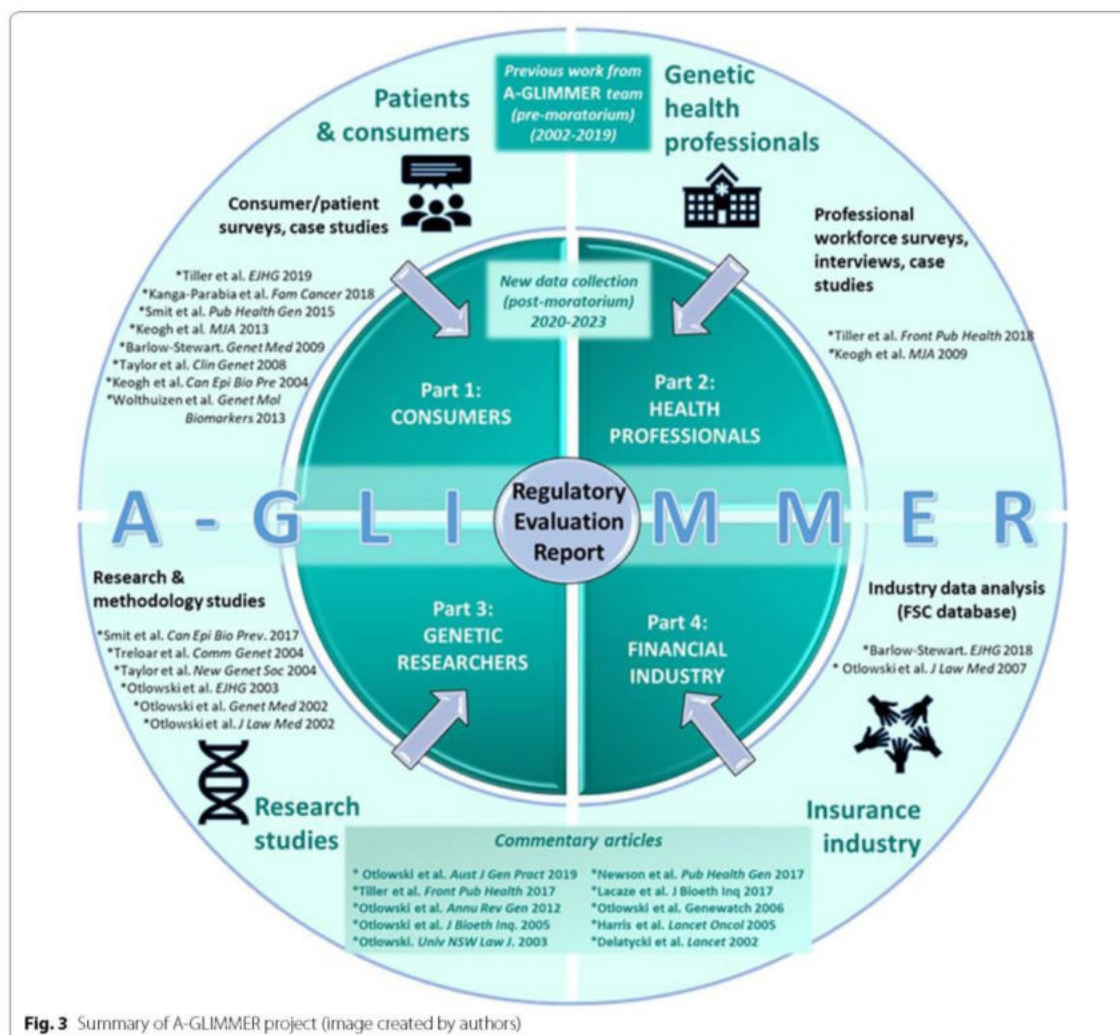 Previous work from
A-GLIMMER team
(pre-moratorium)
(2002-2019)
Patients
& consumers
Consumer/patient
surveys, case studies
*Tiller et al. EJHG 2019
*Kanga-Parabia et al. Fam Cancer 2018
*Smit et al. Pub Health Gen 2015
*Keogh et al. MJA 2013
*Barlow-Stewart. Genet Med 2009
*Taylor et al. Clin Genet 2008
*Keogh et al. Can Epi Bio Pre 2004
*Wolthuizen et al. Genet Mol
Biomarkers 2013
Genetic
health
professionals
Professional
workforce surveys,
interviews, case
studies
*Tiller et al. Front Pub Health 2018
*Keogh et al. MJA 2009
New data collection
(post-moratorium)
2020-2023
Part 1:
CONSUMERS
Part 2:
HEALTH
PROFESSIONALS
A-GLIMMER
Regulatory
Evaluation
Report
Part 3:
GENETIC
RESEARCHERS
Part 4:
FINANCIAL
INDUSTRY
Research &
methodology studies
*Smit et al. Can Epi Bio Prev. 2017
*Treloar et al. Comm Genet 2004
*Taylor et al. New Genet Soc 2004
*Otlowski et al. EJHG 2003
*Otlowski et al. Genet Med 2002
*Otlowski et al. J Law Med 2002
Research
studies
Industry data analysis
(FSC database)
*Barlow-Stewart. EJHG 2018
* Otlowski et al. J Law Med 2007
Insurance
industry
Commentary articles
* Otlowski et al. Aust J Gen Pract 2019
*Tiller et al. Front Pub Health 2017
*Otlowski et al. Annu Rev Gen 2012
*Otlowski et al. J Bioeth Inq. 2005
*Otlowski. Univ NSW Law J. 2003
*Newson et al. Pub Health Gen 2017
*Lacaze et al. J Bioeth Inq 2017
*Otlowski et al. Genewatch 2006
*Harris et al. Lancet Oncol 2005
*Delatycki et al. Lancet 2002
Fig. 3 Summary of A-GLIMMER project (image created by authors)